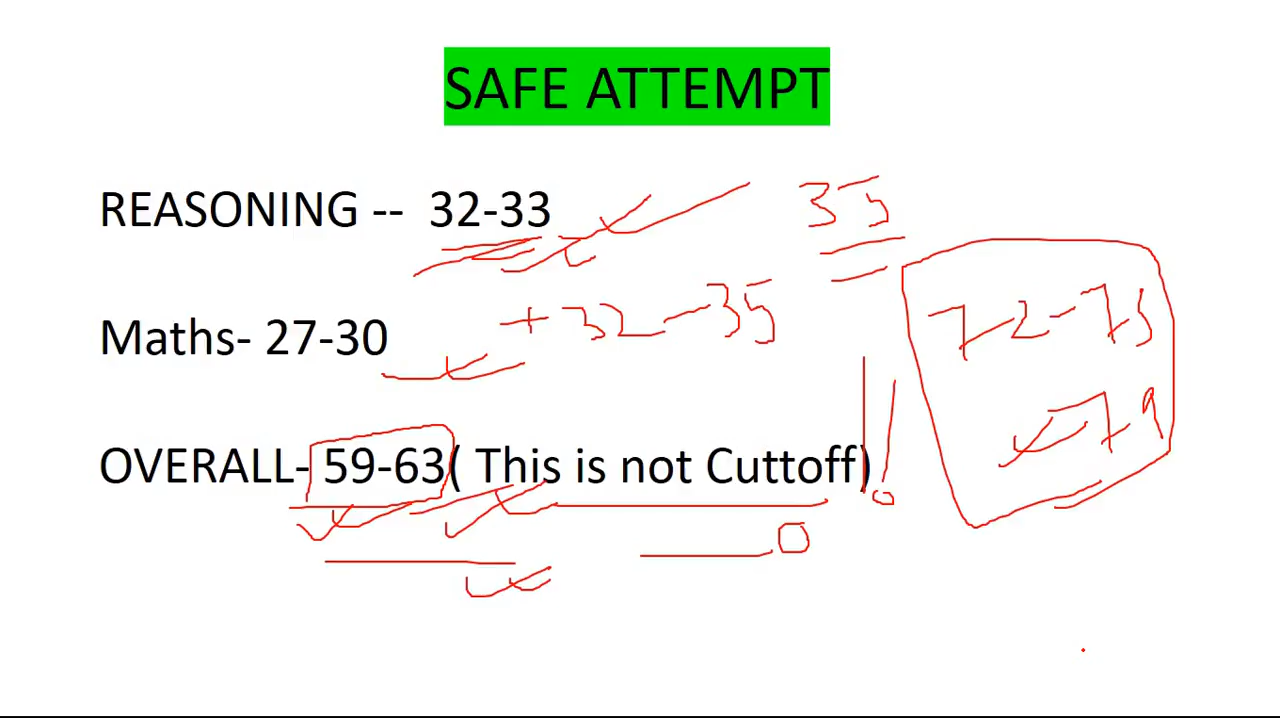 SAFE ATTEMPT
REASONING -- 32-33
35
Maths- 27-30
+32-35
72-75
79
OVERALL- 59-63( This is not Cuttoff)